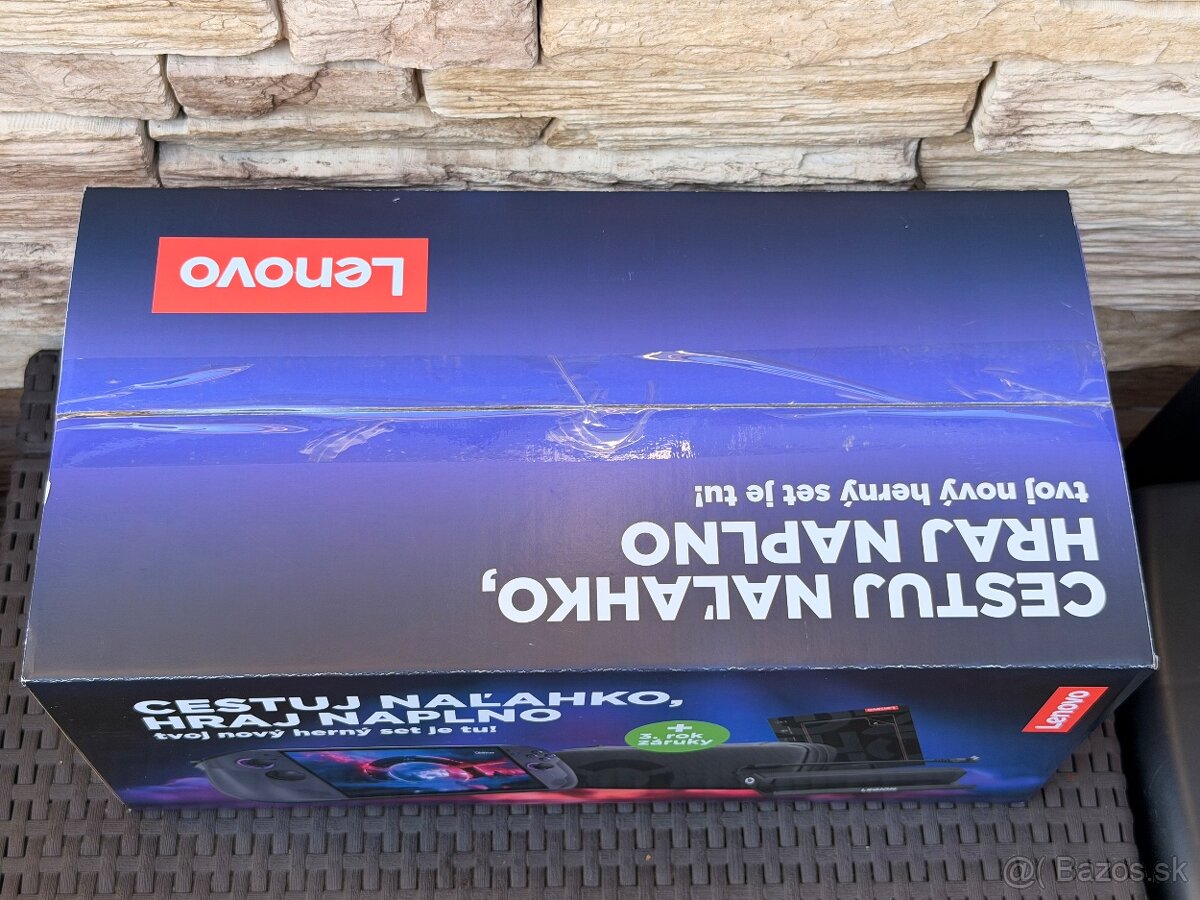 Lenovo
CESTUJ NAĽAHKO,
HRAJ NAPLNO
tvoj nový herný set je tu!
CESTUJ NAĽAHKO,
HRAJ NAPLNO
tvoj nový herný set je tu!
+
3. rok
záruky
Lenovo
LEGION
@( Bazos.sk